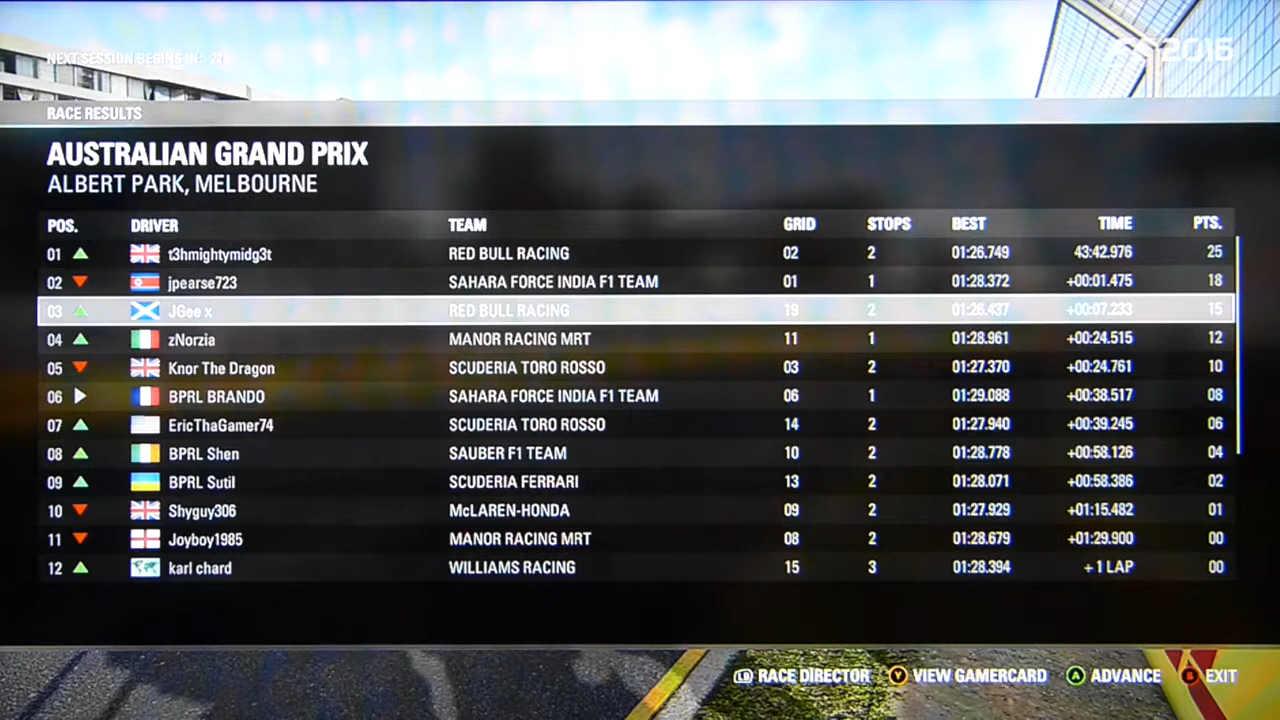 NEXT SESSION BEGINS IN: 21
2016
RACE RESULTS
AUSTRALIAN GRAND PRIX
ALBERT PARK, MELBOURNE
POS. DRIVER TEAM GRID STOPS BEST TIME PTS.
01 t3hmightymidg3t RED BULL RACING 02 2 01:26.749 43:42.976 25
02 jpearse723 SAHARA FORCE INDIA F1 TEAM 01 1 01:28.372 +00:01.475 18
03 JGee x RED BULL RACING 19 2 01:26.437 +00:07.233 15
04 zNorzia MANOR RACING MRT 11 1 01:28.961 +00:24.515 12
05 Knor The Dragon SCUDERIA TORO ROSSO 03 2 01:27.370 +00:24.761 10
06 BPRL BRANDO SAHARA FORCE INDIA F1 TEAM 06 1 01:29.088 +00:38.517 08
07 EricThaGamer74 SCUDERIA TORO ROSSO 14 2 01:27.940 +00:39.245 06
08 BPRL Shen SAUBER F1 TEAM 10 2 01:28.778 +00:58.126 04
09 BPRL Sutil SCUDERIA FERRARI 13 2 01:28.071 +00:58.386 02
10 Shyguy306 McLAREN-HONDA 09 2 01:27.929 +01:15.482 01
11 Joyboy1985 MANOR RACING MRT 08 2 01:28.679 +01:29.900 00
12 karl chard WILLIAMS RACING 15 3 01:28.394 + 1 LAP 00
LB RACE DIRECTOR Y VIEW GAMERCARD A ADVANCE B EXIT